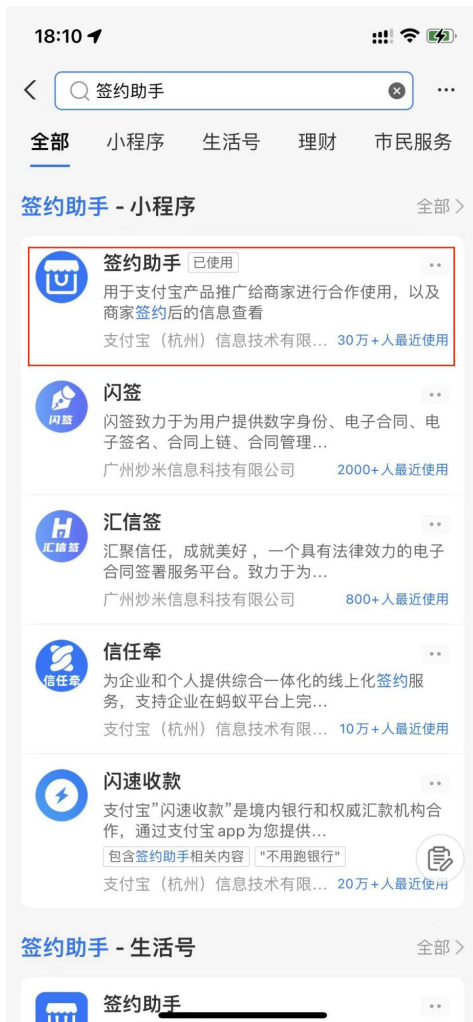 18:10
签约助手
全部 小程序 生活号 理财 市民服务
签约助手 - 小程序 全部
签约助手 已使用
用于支付宝产品推广给商家进行合作使用，以及
商家签约后的信息查看
支付宝（杭州）信息技术有限... 30万+人最近使用
闪签
闪签
闪签致力于为用户提供数字身份、电子合同、电
子签名、合同上链、合同管理...
广州炒米信息科技有限公司 2000+人最近使用
汇信签
汇信签
汇聚信任，成就美好 ，一个具有法律效力的电子
合同签署服务平台。致力于为...
广州炒米信息科技有限公司 800+人最近使用
信任牵
信任牵
为企业和个人提供综合一体化的线上化签约服
务，支持企业在蚂蚁平台上完...
支付宝（杭州）信息技术有限... 10万+人最近使用
闪速收款
支付宝”闪速收款”是境内银行和权威汇款机构合
作，通过支付宝app为您提供...
包含签约助手相关内容 "不用跑银行"
支付宝（杭州）信息技术有限... 20万+人最近使用
签约助手 - 生活号 全部
签约助手